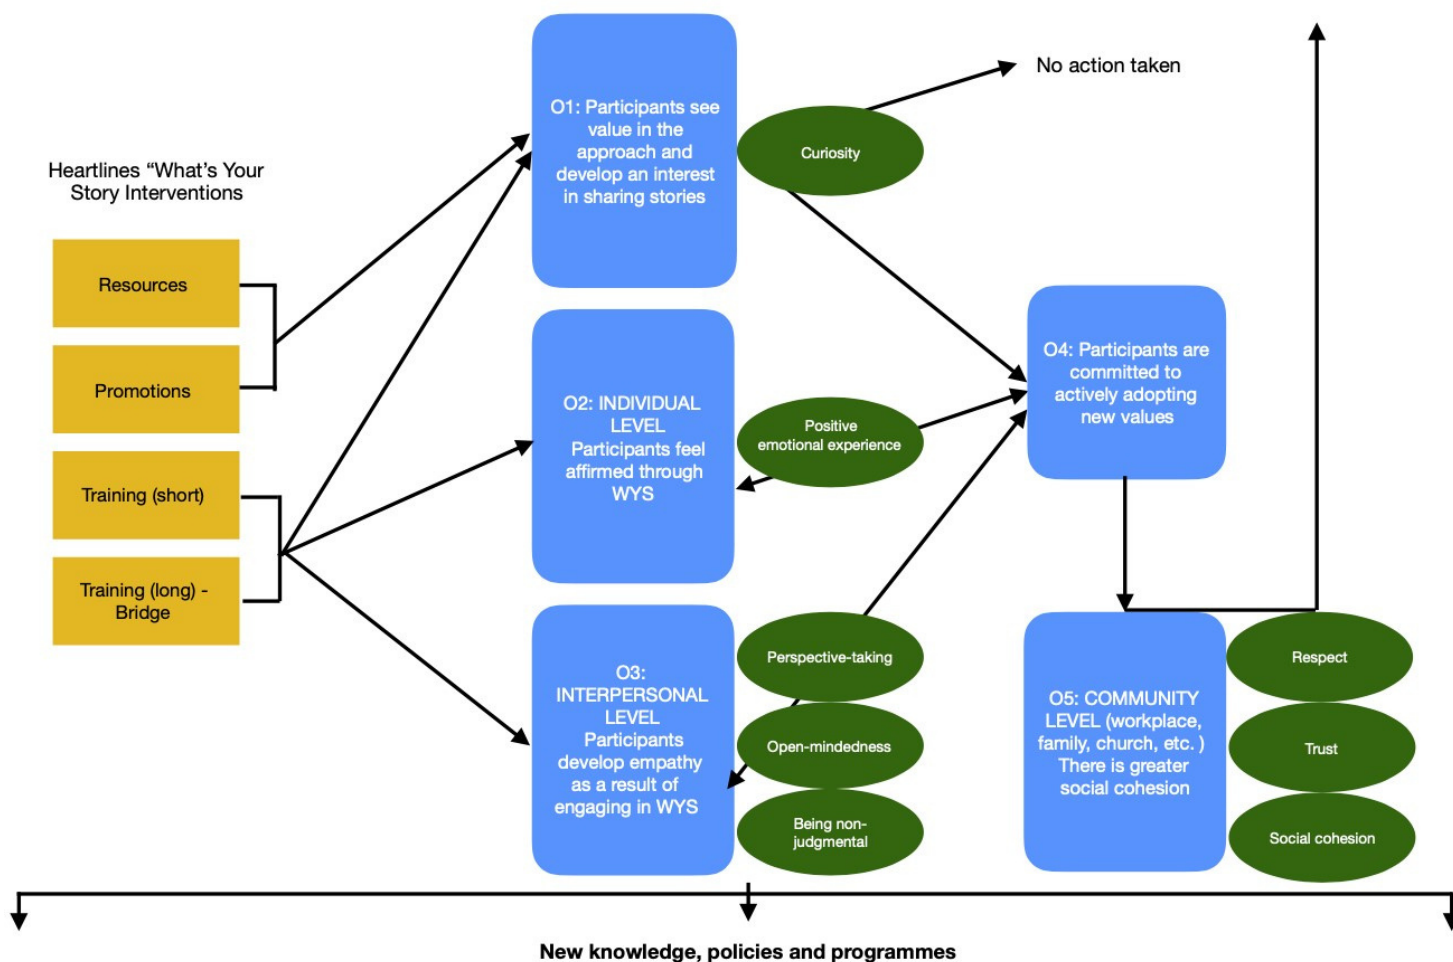 Heartlines “What’s Your
Story Interventions
Resources
Promotions
Training (short)
Training (long) -
Bridge
O1: Participants see
value in the
approach and
develop an interest
in sharing stories
Curiosity
No action taken
O2: INDIVIDUAL
LEVEL
Participants feel
affirmed through
WYS
Positive
emotional experience
O3:
INTERPERSONAL
LEVEL
Participants
develop empathy
as a result of
engaging in WYS
Perspective-taking
Open-mindedness
Being non-
judgmental
O4: Participants are
committed to
actively adopting
new values
O5: COMMUNITY
LEVEL (workplace,
family, church, etc. )
There is greater
social cohesion
Respect
Trust
Social cohesion
New knowledge, policies and programmes